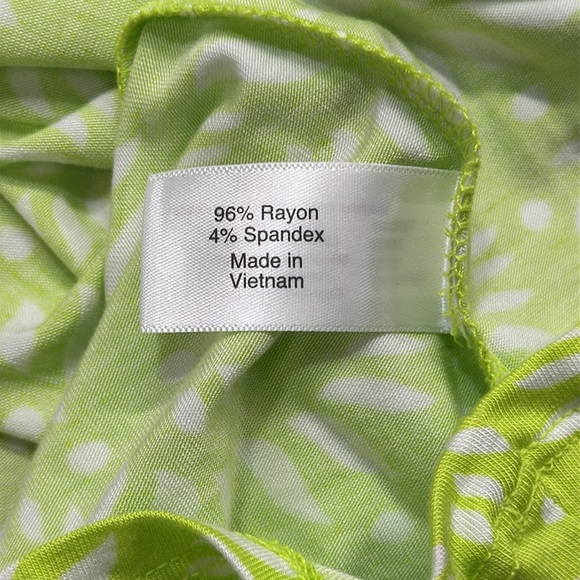 96% Rayon
4% Spandex
Made in
Vietnam